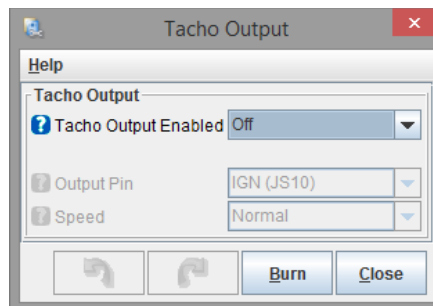 Tacho Output
Help
Tacho Output
Tacho Output Enabled Off
Output Pin IGN (JS10)
Speed Normal
Burn Close